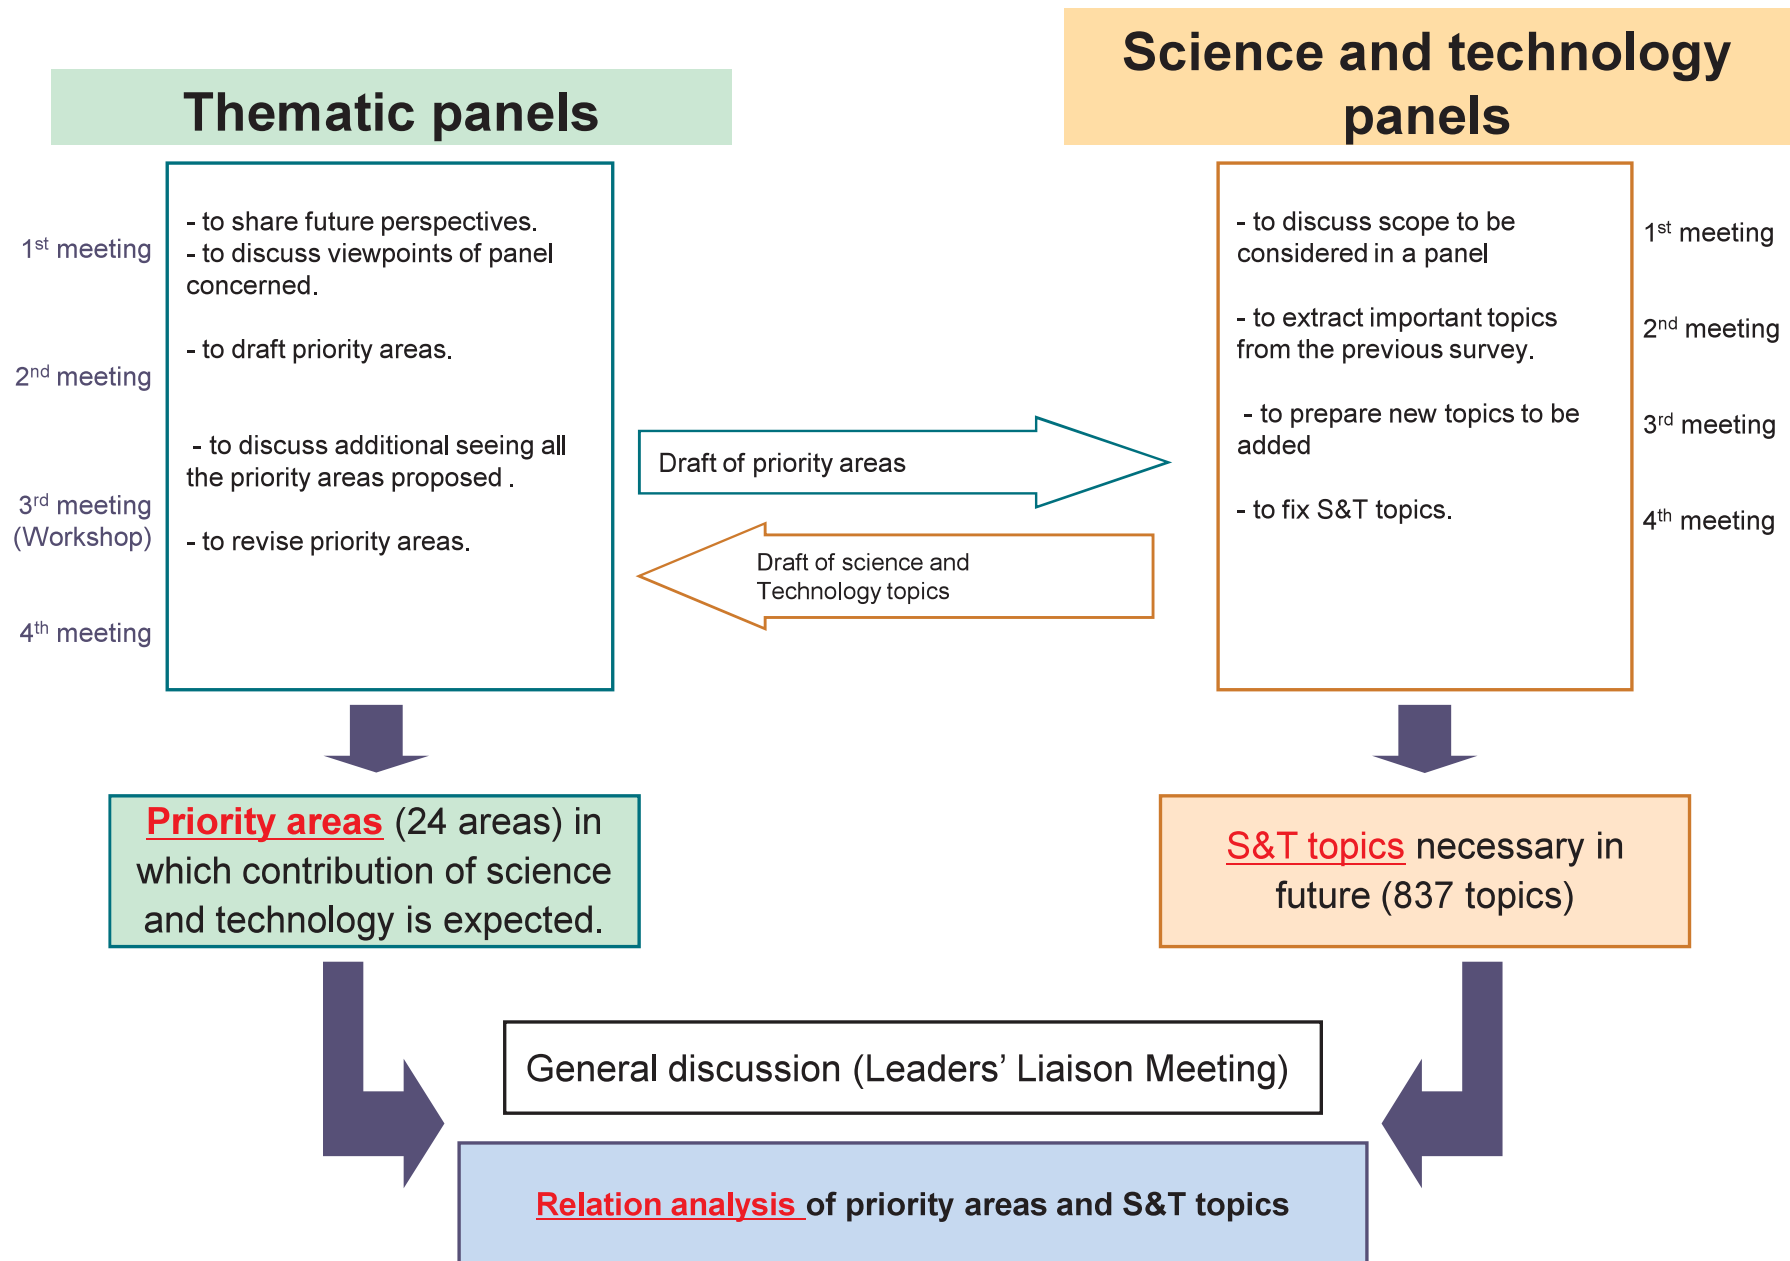 Thematic panels
Science and technology
panels
1st meeting
2nd meeting
3rd meeting
(Workshop)
4th meeting
- to share future perspectives.
- to discuss viewpoints of panel
concerned.
- to draft priority areas.
- to discuss additional seeing all
the priority areas proposed .
- to revise priority areas.
Draft of priority areas
Draft of science and
Technology topics
- to discuss scope to be
considered in a panel
- to extract important topics
from the previous survey.
- to prepare new topics to be
added
- to fix S&T topics.
1st meeting
2nd meeting
3rd meeting
4th meeting
Priority areas (24 areas) in
which contribution of science
and technology is expected.
S&T topics necessary in
future (837 topics)
General discussion (Leaders’ Liaison Meeting)
Relation analysis of priority areas and S&T topics